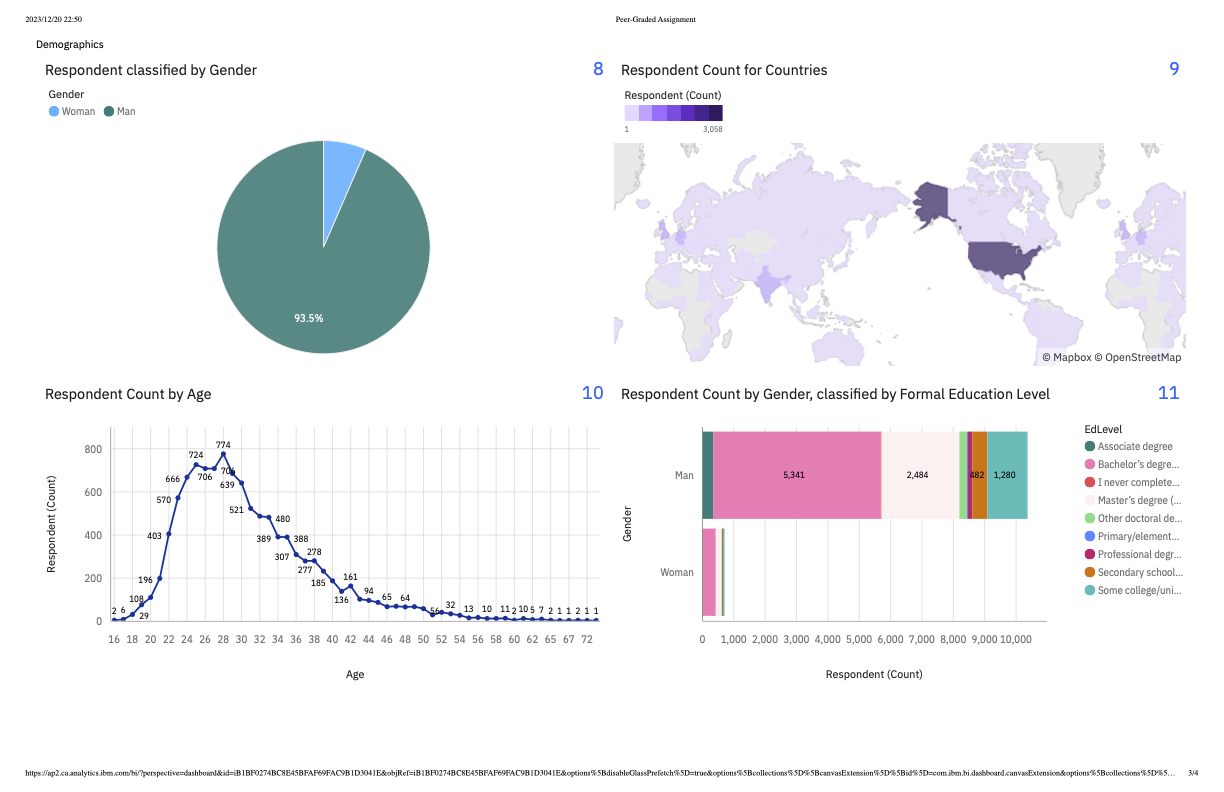 2023/12/20 22:50
Peer-Graded Assignment
Demographics
Respondent classified by Gender
8
Gender
Woman Man
93.5%
Respondent Count for Countries
9
Respondent (Count)
1 3,058
© Mapbox © OpenStreetMap
Respondent Count by Age
10
Respondent (Count)
800
600
400
200
0
2 6 29 108 196 403 570 666 724 706 774 706 639 521 480 389 388 307 277 278 185 136 161 94 65 64 56 32 13 10 11 2 10 5 7 2 1 1 2 1 1
16 18 20 22 24 26 28 30 32 34 36 38 40 42 44 46 48 50 52 54 56 58 60 62 65 67 72
Age
Respondent Count by Gender, classified by Formal Education Level
11
Gender
Man
5,341 2,484 482 1,280
Woman
0 1,000 2,000 3,000 4,000 5,000 6,000 7,000 8,000 9,000 10,000
Respondent (Count)
EdLevel
Associate degree
Bachelor's degre...
I never complete...
Master's degree (...
Other doctoral de...
Primary/element...
Professional degr...
Secondary school...
Some college/uni...
https://ap2.ca.analytics.ibm.com/bi/?perspective=dashboard&id=iB1BF0274BC8E45BFAF69FAC9B1D3041E&objRef=iB1BF0274BC8E45BFAF69FAC9B1D3041E&options%5BdisableGlassPrefetch%5D=true&options%5Bcollections%5D%5BcanvasExtension%5D%5Bid%5D=com.ibm.bi.dashboard.canvasExtension&options%5Bcollections%5D%5...
3/4